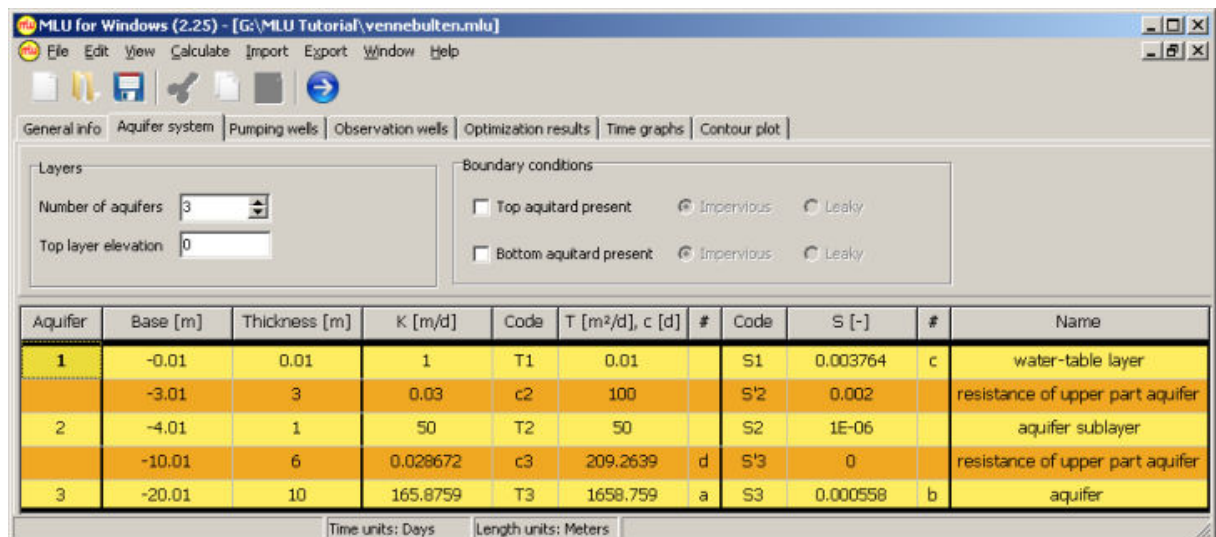 MLU for Windows (2.25) - [G:\MLU Tutorial\vennebulten.mlu]
File Edit View Calculate Import Export Window Help
General info Aquifer system Pumping wells Observation wells Optimization results Time graphs Contour plot
Layers Boundary conditions
Number of aquifers 3 Top aquitard present Impervious Leaky
Top layer elevation 0 Bottom aquitard present Impervious Leaky
Aquifer Base [m] Thickness [m] K [m/d] Code T [m²/d], c [d] # Code S [-] # Name
1 -0.01 0.01 1 T1 0.01 S1 0.003764 c water-table layer
-3.01 3 0.03 c2 100 S'2 0.002 resistance of upper part aquifer
2 -4.01 1 50 T2 50 S2 1E-06 aquifer sublayer
-10.01 6 0.028672 c3 209.2639 d S'3 0 resistance of upper part aquifer
3 -20.01 10 165.8759 T3 1658.759 a S3 0.000558 b aquifer
Time units: Days Length units: Meters